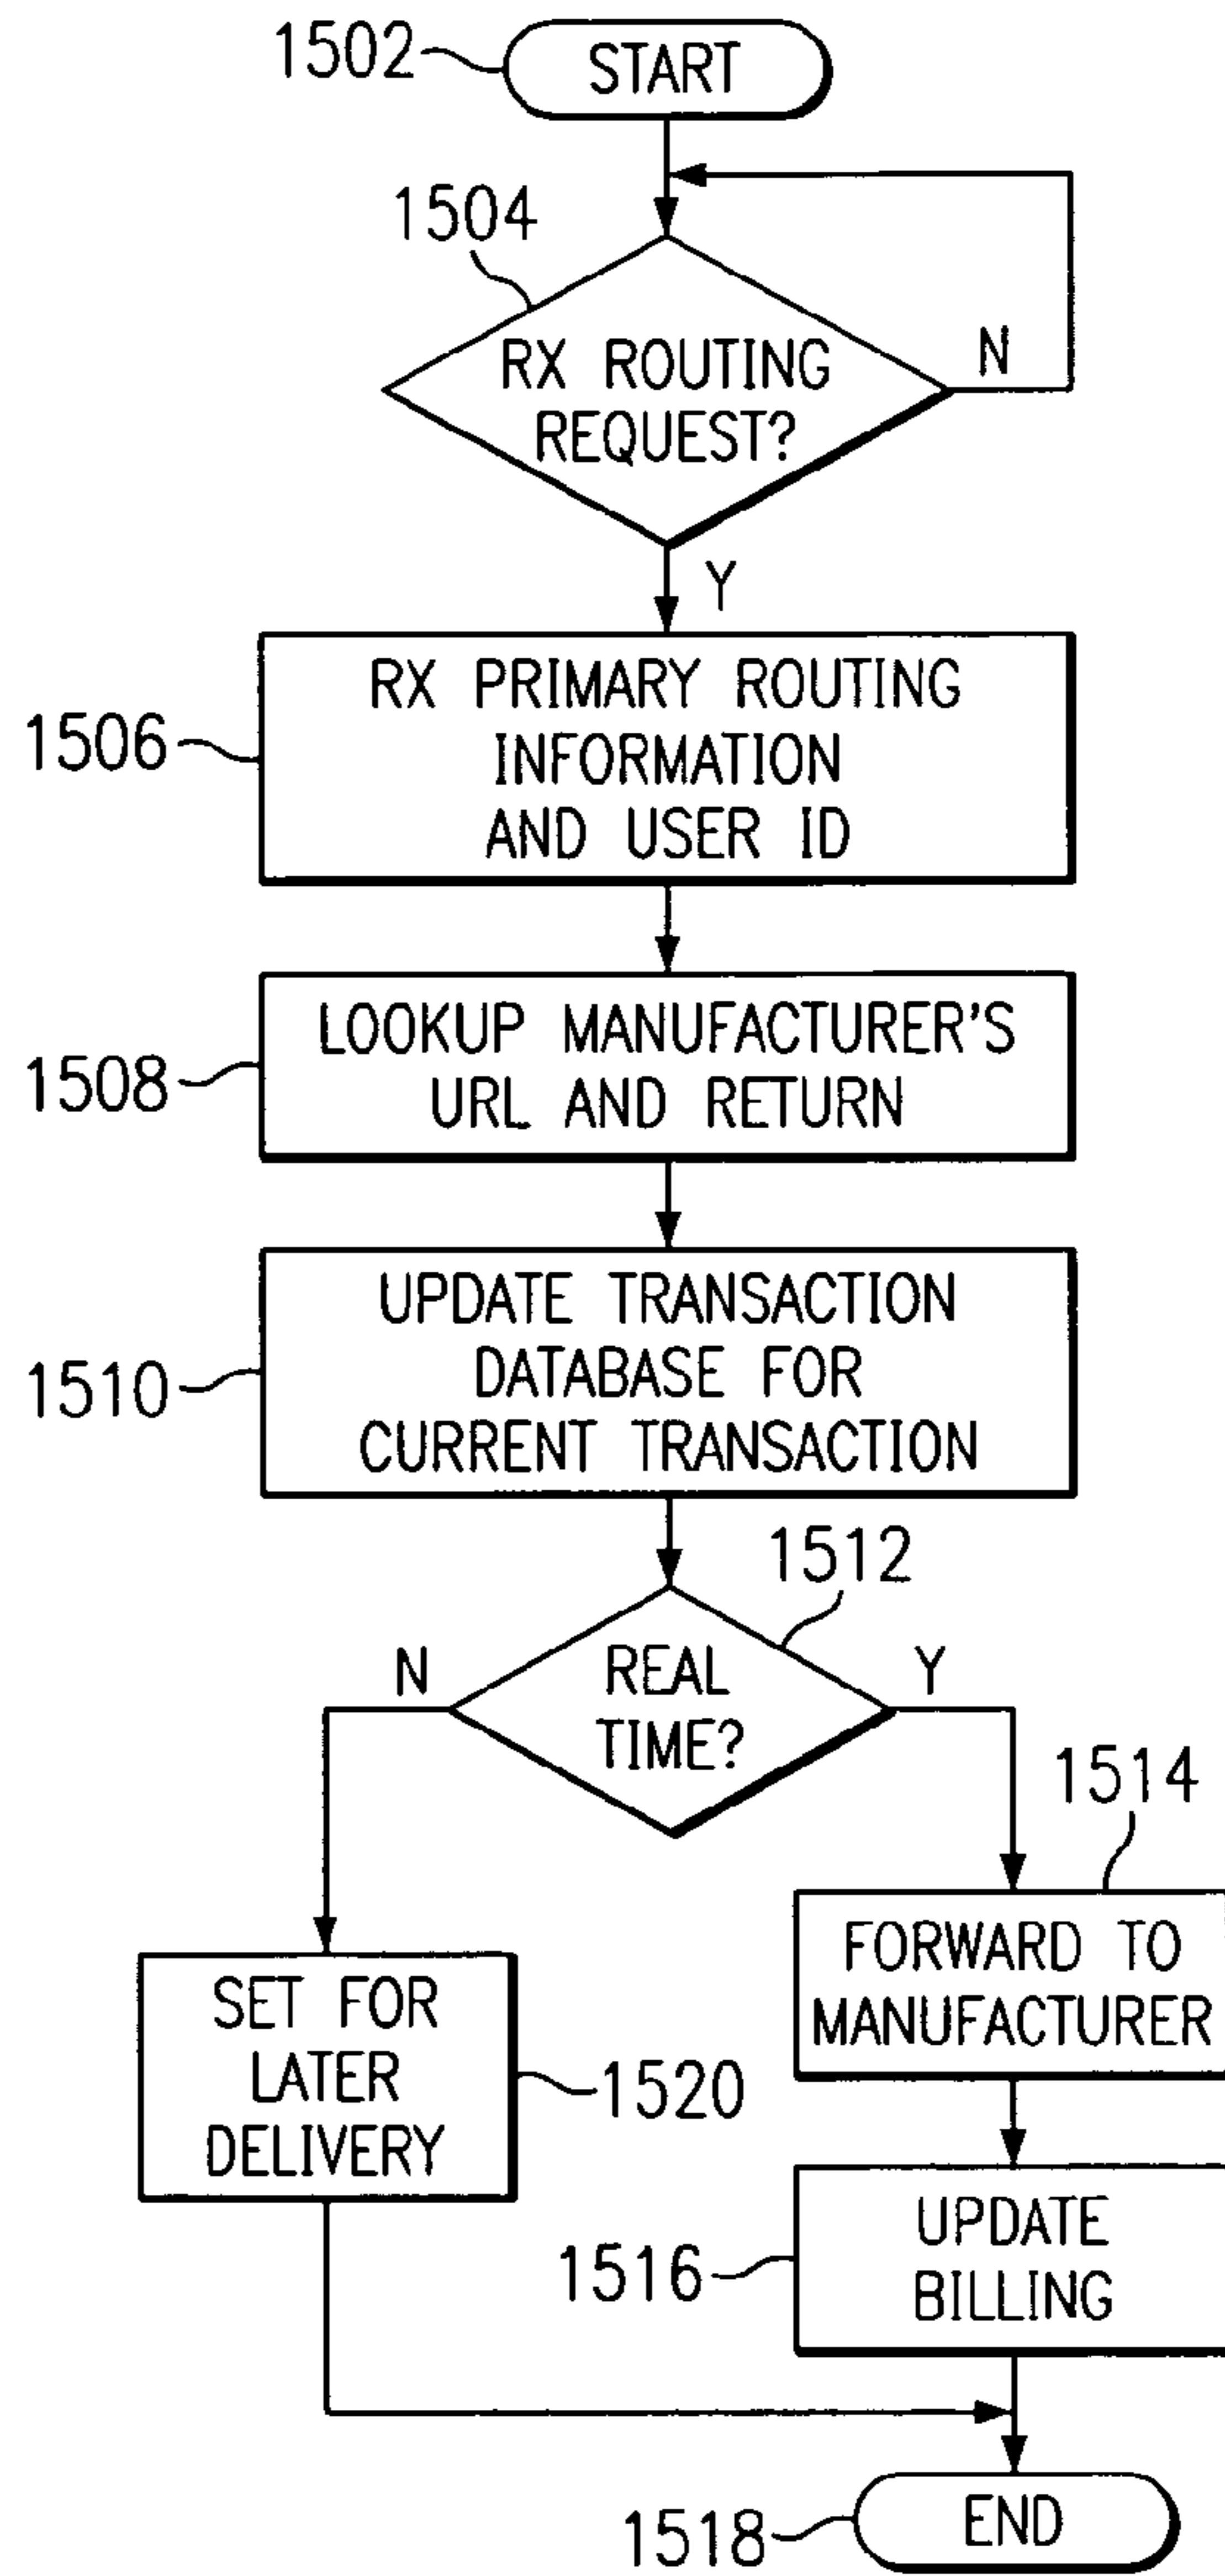 1502
START
1504
RX ROUTING
REQUEST?
N
Y
1506
RX PRIMARY ROUTING
INFORMATION
AND USER ID
1508
LOOKUP MANUFACTURER'S
URL AND RETURN
1510
UPDATE TRANSACTION
DATABASE FOR
CURRENT TRANSACTION
1512
N
REAL
TIME?
Y
1514
FORWARD TO
MANUFACTURER
SET FOR
LATER
DELIVERY
1520
1516
UPDATE
BILLING
1518
END